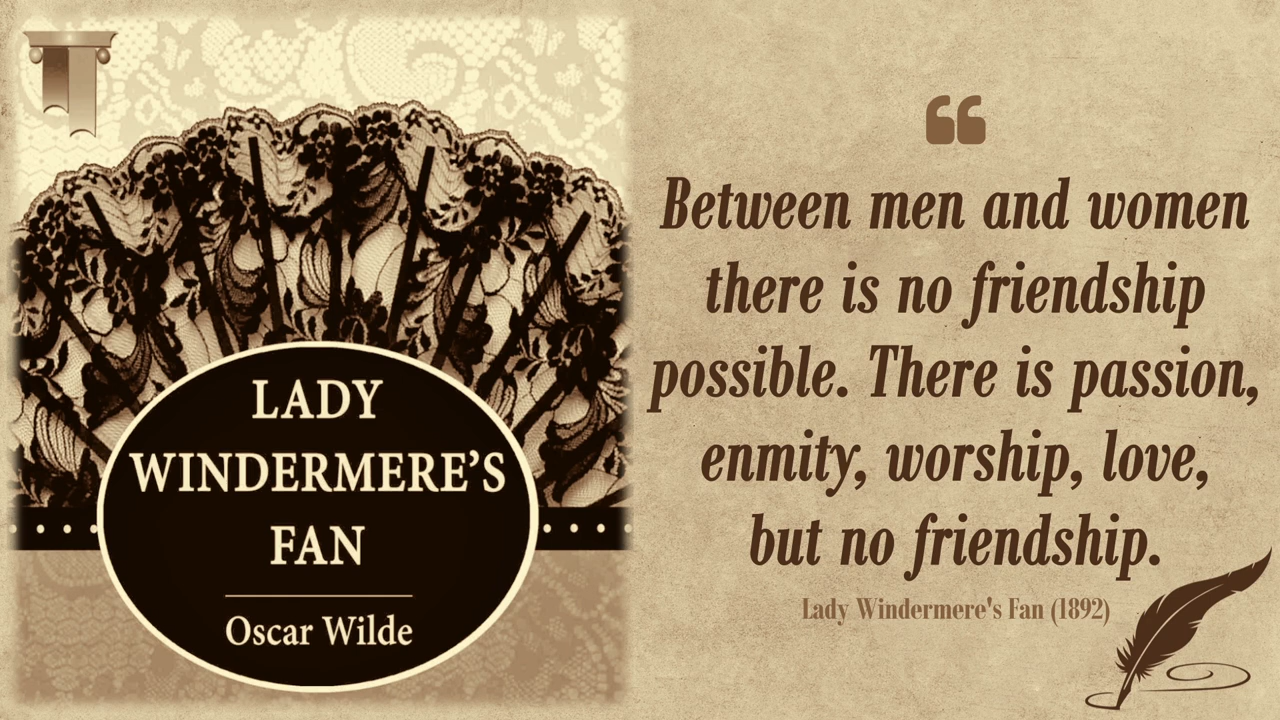 LADY
WINDERMERE’S
FAN
Oscar Wilde
“
Between men and women
there is no friendship
possible. There is passion,
enmity, worship, love,
but no friendship.
Lady Windermere's Fan (1892)